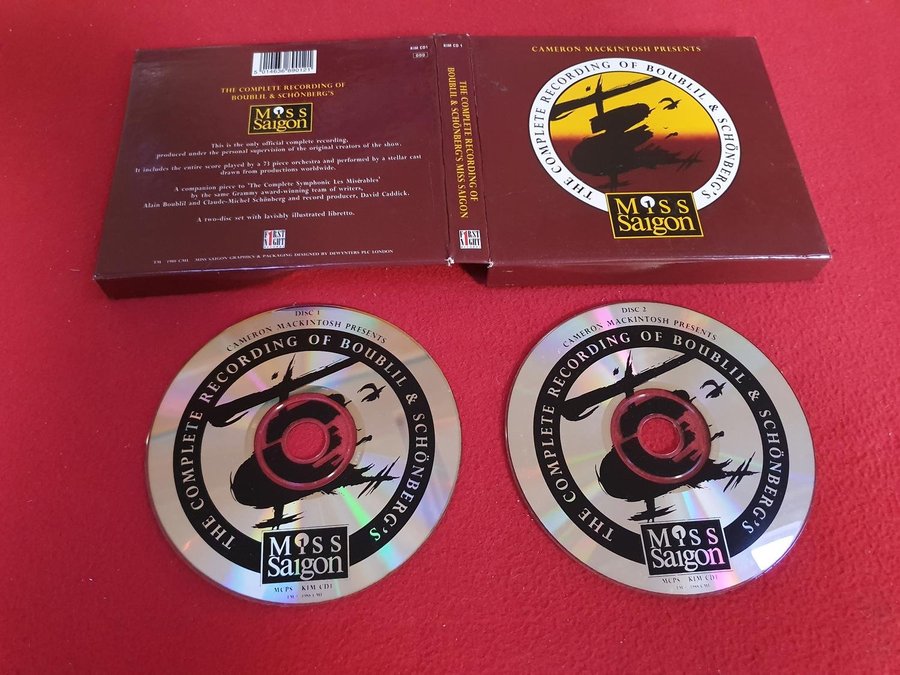 5 014636 890121
KIM CD1
THE COMPLETE RECORDING OF
BOUBLIL & SCHÖNBERG'S
MISS
Saigon
This is the only official complete recording,
produced under the personal supervision of the original creators of the show.
It includes the entire score played by a 73 piece orchestra and performed by a stellar cast
drawn from productions worldwide.
A companion piece to 'The Complete Symphonic Les Misérables'
by the same Grammy award-winning team of writers,
Alain Boublil and Claude-Michel Schönberg and record producer, David Caddick.
A two-disc set with lavishly illustrated libretto.
F1RST
NIGHT
MISS SAIGON GRAPHICS & PACKAGING DESIGNED BY DEWYNTERS PLC LONDON
KIM CD 1
THE COMPLETE RECORDING OF
BOUBLIL & SCHÖNBERG'S MISS SAIGON
F1RST
NIGHT
CAMERON MACKINTOSH PRESENTS
THE COMPLETE RECORDING OF BOUBLIL & SCHÖNBERG'S
MISS
Saigon
DISC 1
CAMERON MACKINTOSH PRESENTS
THE COMPLETE RECORDING OF BOUBLIL & SCHÖNBERG'S
MISS
Saigon
MCPS KIM CD1
DISC 2
CAMERON MACKINTOSH PRESENTS
THE COMPLETE RECORDING OF BOUBLIL & SCHÖNBERG'S
MISS
Saigon
MCPS KIM CD1